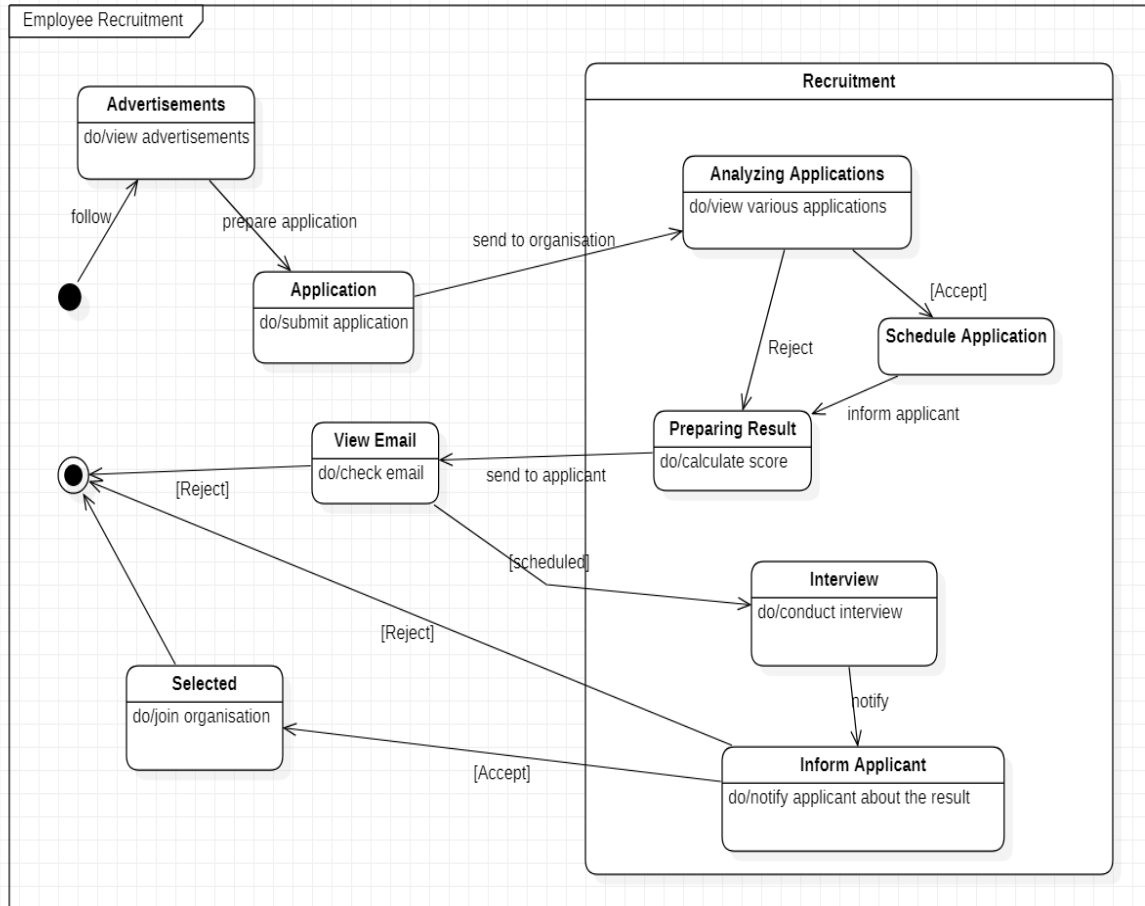 Employee Recruitment
Recruitment
Advertisements
do/view advertisements
follow
prepare application
Application
do/submit application
send to organisation
Analyzing Applications
do/view various applications
[Accept]
Reject
Schedule Application
inform applicant
Preparing Result
do/calculate score
send to applicant
View Email
do/check email
[Reject]
[scheduled]
Interview
do/conduct interview
notify
[Reject]
Inform Applicant
do/notify applicant about the result
[Accept]
Selected
do/join organisation